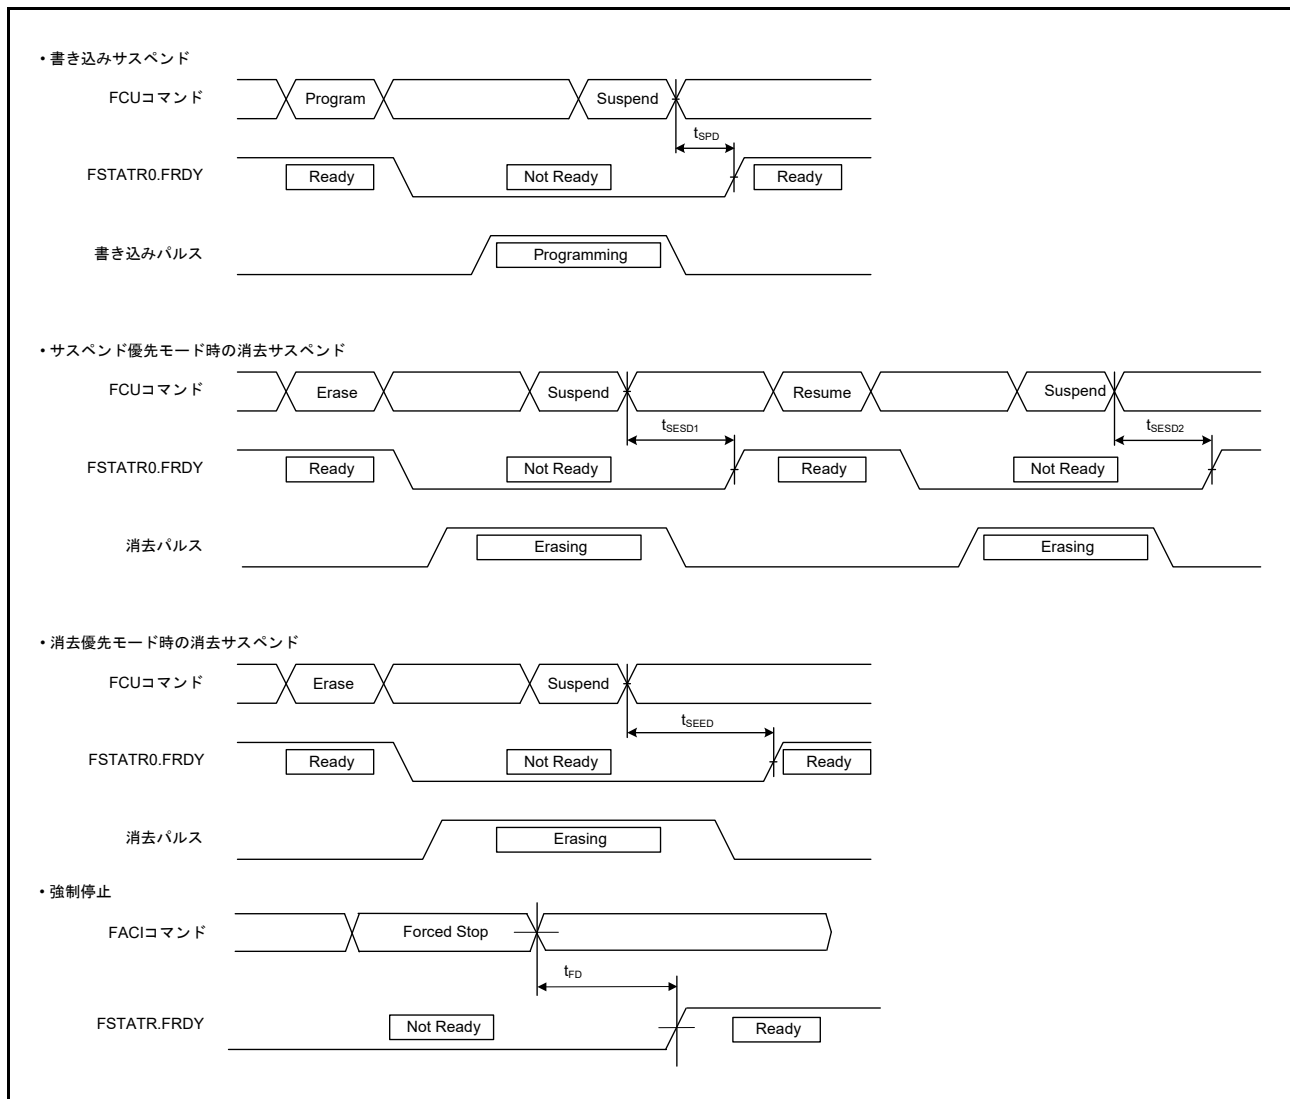 • 書き込みサスペンド
FCUコマンド Program Suspend
tSPD
FSTATR0.FRDY Ready Not Ready Ready
書き込みパルス Programming
• サスペンド優先モード時の消去サスペンド
FCUコマンド Erase Suspend Resume Suspend
tSESD1 tSESD2
FSTATR0.FRDY Ready Not Ready Ready Not Ready
消去パルス Erasing Erasing
• 消去優先モード時の消去サスペンド
FCUコマンド Erase Suspend
tSEED
FSTATR0.FRDY Ready Not Ready Ready
消去パルス Erasing
• 強制停止
FACIコマンド Forced Stop
tFD
FSTATR.FRDY Not Ready Ready